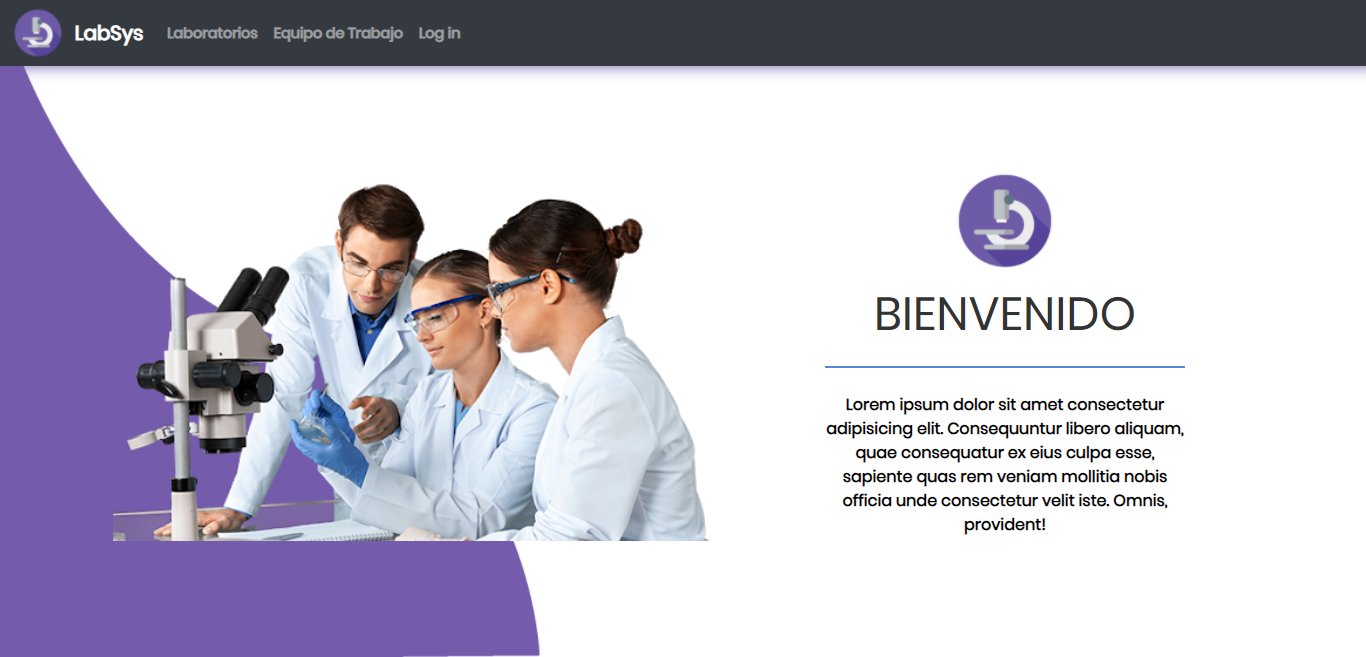 LabSys Laboratorios Equipo de Trabajo Log in
BIENVENIDO
Lorem ipsum dolor sit amet consectetur
adipisicing elit. Consequuntur libero aliquam,
quae consequatur ex eius culpa esse,
sapiente quas rem veniam mollitia nobis
officia unde consectetur velit iste. Omnis,
provident!